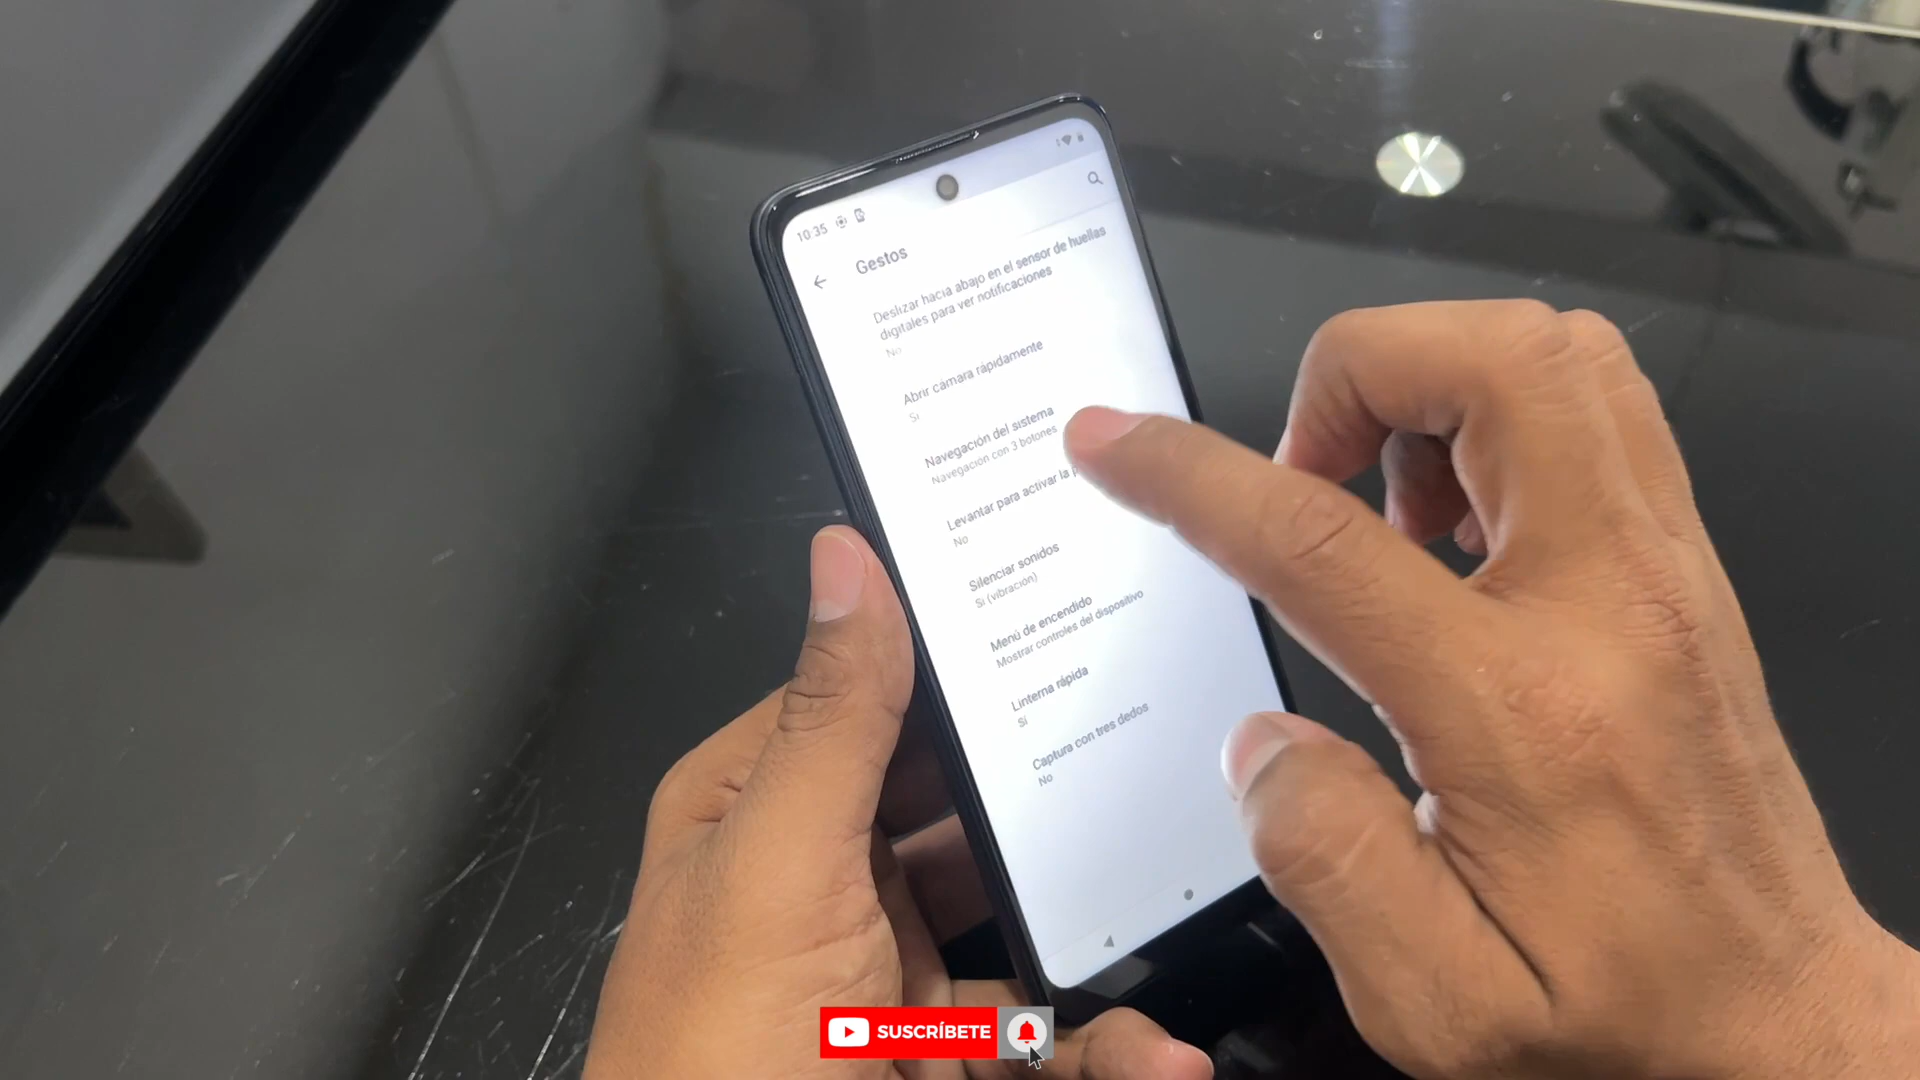 10:35
Gestos
Deslizar hacia abajo en el sensor de huellas
digitales para ver notificaciones
No
Abrir cámara rápidamente
Sí
Navegación del sistema
Navegación con 3 botones
Levantar para activar la
No
Silenciar sonidos
Sí (vibración)
Menú de encendido
Mostrar controles del dispositivo
Linterna rápida
Sí
Captura con tres dedos
No
SUSCRÍBETE